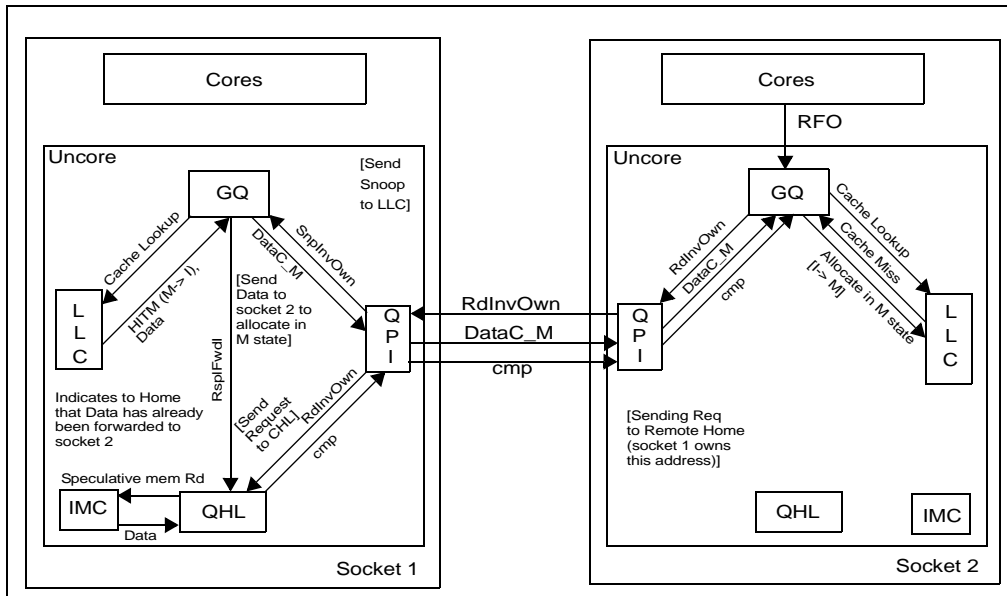 Cores
Uncore
GQ
[Send
Snoop
to LLC]
Cache Lookup
HITM (M-> I),
Data
SnpInvOwn
DataC_M
[Send
Data to
socket 2 to
allocate in
M state]
L
L
C
Q
P
I
RspIFwdI
Indicates to Home
that Data has already
been forwarded to
socket 2
[Send
Request
to CHL]
RdInvOwn
cmp
Speculative mem Rd
IMC
Data
QHL
Socket 1
RdInvOwn
DataC_M
cmp
Cores
RFO
Uncore
GQ
Cache Lookup
Cache Miss
Allocate in M state
[I-> M]
RdInvOwn
DataC_M
cmp
Q
P
I
L
L
C
[Sending Req
to Remote Home
(socket 1 owns
this address)]
QHL
IMC
Socket 2